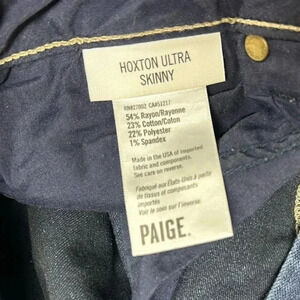 HOXTON ULTRA
SKINNY
54% Rayon/Rayonne
23% Cotton/Coton
22% Polyester
1% Spandex
Made in the USA of imported
fabric and components.
See care on reverse.
Fabriqué aux États-Unis à partir
de tissus et composants
importés
Voir le soin sur l'inverse.
PAIGE.